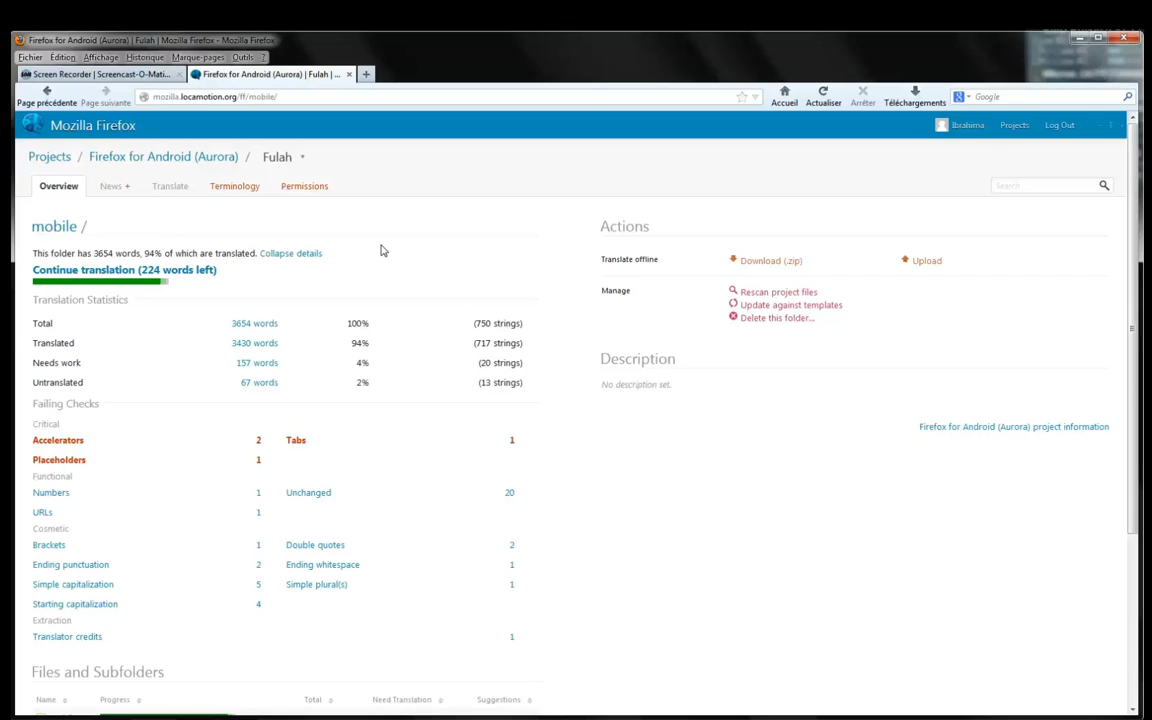 Firefox for Android (Aurora) | Fulah | Mozilla Firefox - Mozilla Firefox
Fichier Édition Affichage Historique Marque-pages Outils ?
Screen Recorder | Screencast-O-Mati... Firefox for Android (Aurora) | Fulah | ...
Page précédente Page suivante mozilla.locamotion.org/ff/mobile/ Accueil Actualiser Arrêter Téléchargements Google
Mozilla Firefox Ibrahima Projects Log Out
Projects / Firefox for Android (Aurora) / Fulah
Overview News + Translate Terminology Permissions Search
mobile / Actions
This folder has 3654 words, 94% of which are translated. Collapse details Translate offline Download (.zip) Upload
Continue translation (224 words left)
Manage Rescan project files
Translation Statistics Update against templates
Delete this folder...
Total 3654 words 100% (750 strings)
Translated 3430 words 94% (717 strings)
Needs work 157 words 4% (20 strings) Description
Untranslated 67 words 2% (13 strings) No description set.
Failing Checks
Critical Firefox for Android (Aurora) project information
Accelerators 2 Tabs 1
Placeholders 1
Functional
Numbers 1 Unchanged 20
URLs 1
Cosmetic
Brackets 1 Double quotes 2
Ending punctuation 2 Ending whitespace 1
Simple capitalization 5 Simple plural(s) 1
Starting capitalization 4
Extraction
Translator credits 1
Files and Subfolders
Name Progress Total Need Translation Suggestions